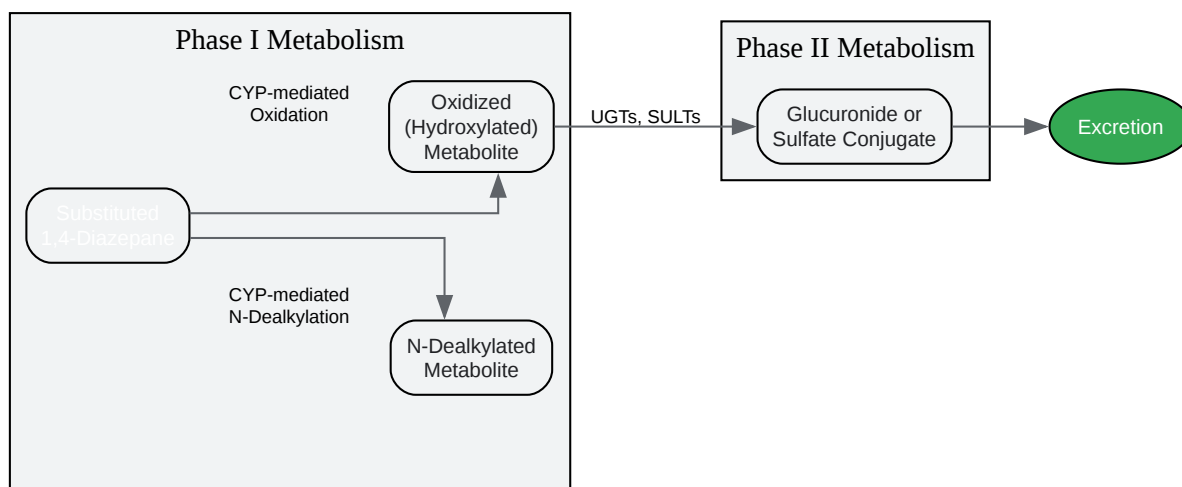 Phase I Metabolism
CYP-mediated
Oxidation
Oxidized
(Hydroxylated)
Metabolite
Substituted
1,4-Diazepane
CYP-mediated
N-Dealkylation
N-Dealkylated
Metabolite
UGTs, SULTs
Phase II Metabolism
Glucuronide or
Sulfate Conjugate
Excretion